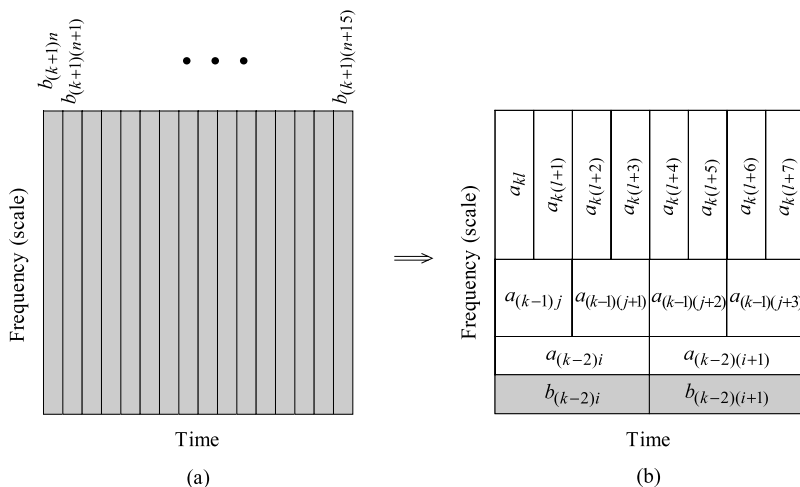 b(k+1)n
b(k+1)(n+1)
• • •
b(k+1)(n+15)
Frequency (scale)
Time
(a)
⇒
Frequency (scale)
akl
ak(l+1)
ak(l+2)
ak(l+3)
ak(l+4)
ak(l+5)
ak(l+6)
ak(l+7)
a(k−1)j
a(k−1)(j+1)
a(k−1)(j+2)
a(k−1)(j+3)
a(k−2)i
a(k−2)(i+1)
b(k−2)i
b(k−2)(i+1)
Time
(b)